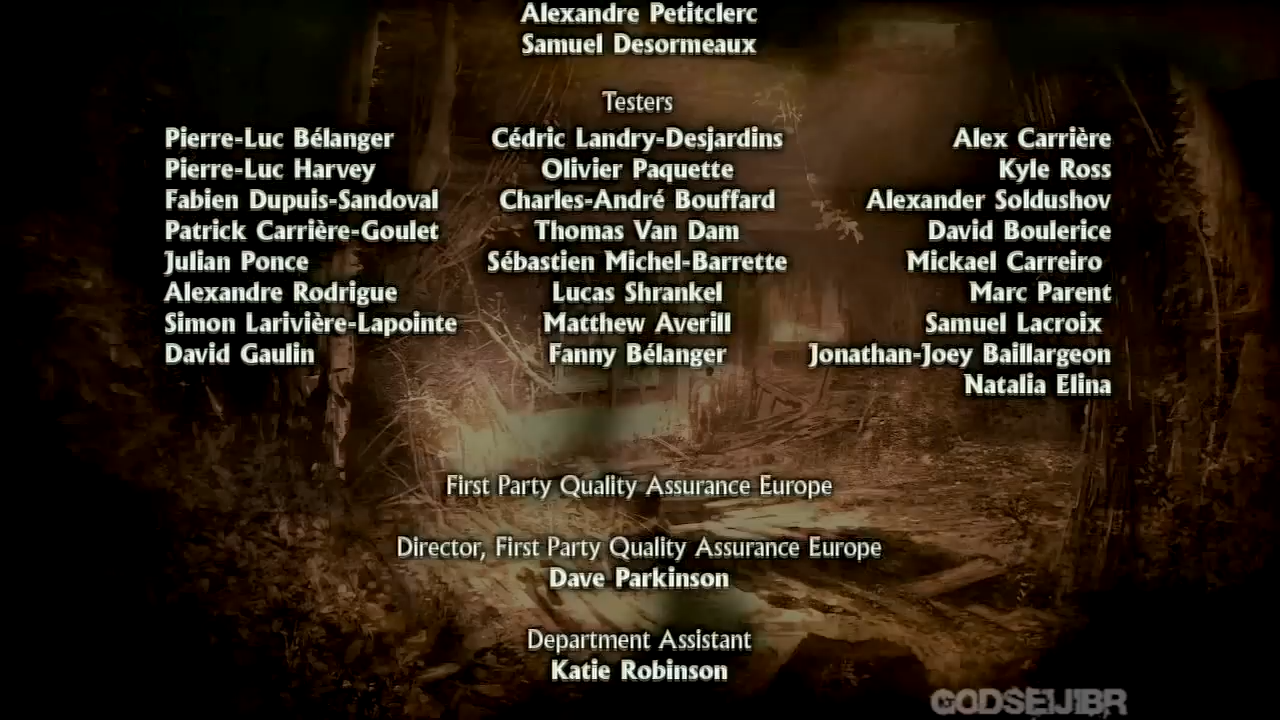 Alexandre Petitclerc
Samuel Desormeaux
Testers
Pierre-Luc Bélanger Cédric Landry-Desjardins Alex Carrière
Pierre-Luc Harvey Olivier Paquette Kyle Ross
Fabien Dupuis-Sandoval Charles-André Bouffard Alexander Soldushov
Patrick Carrière-Goulet Thomas Van Dam David Boulerice
Julian Ponce Sébastien Michel-Barrette Mickael Carreiro
Alexandre Rodrigue Lucas Shrankel Marc Parent
Simon Larivière-Lapointe Matthew Averill Samuel Lacroix
David Gaulin Fanny Bélanger Jonathan-Joey Baillargeon
Natalia Elina
First Party Quality Assurance Europe
Director, First Party Quality Assurance Europe
Dave Parkinson
Department Assistant
Katie Robinson
GODSEIJIBR